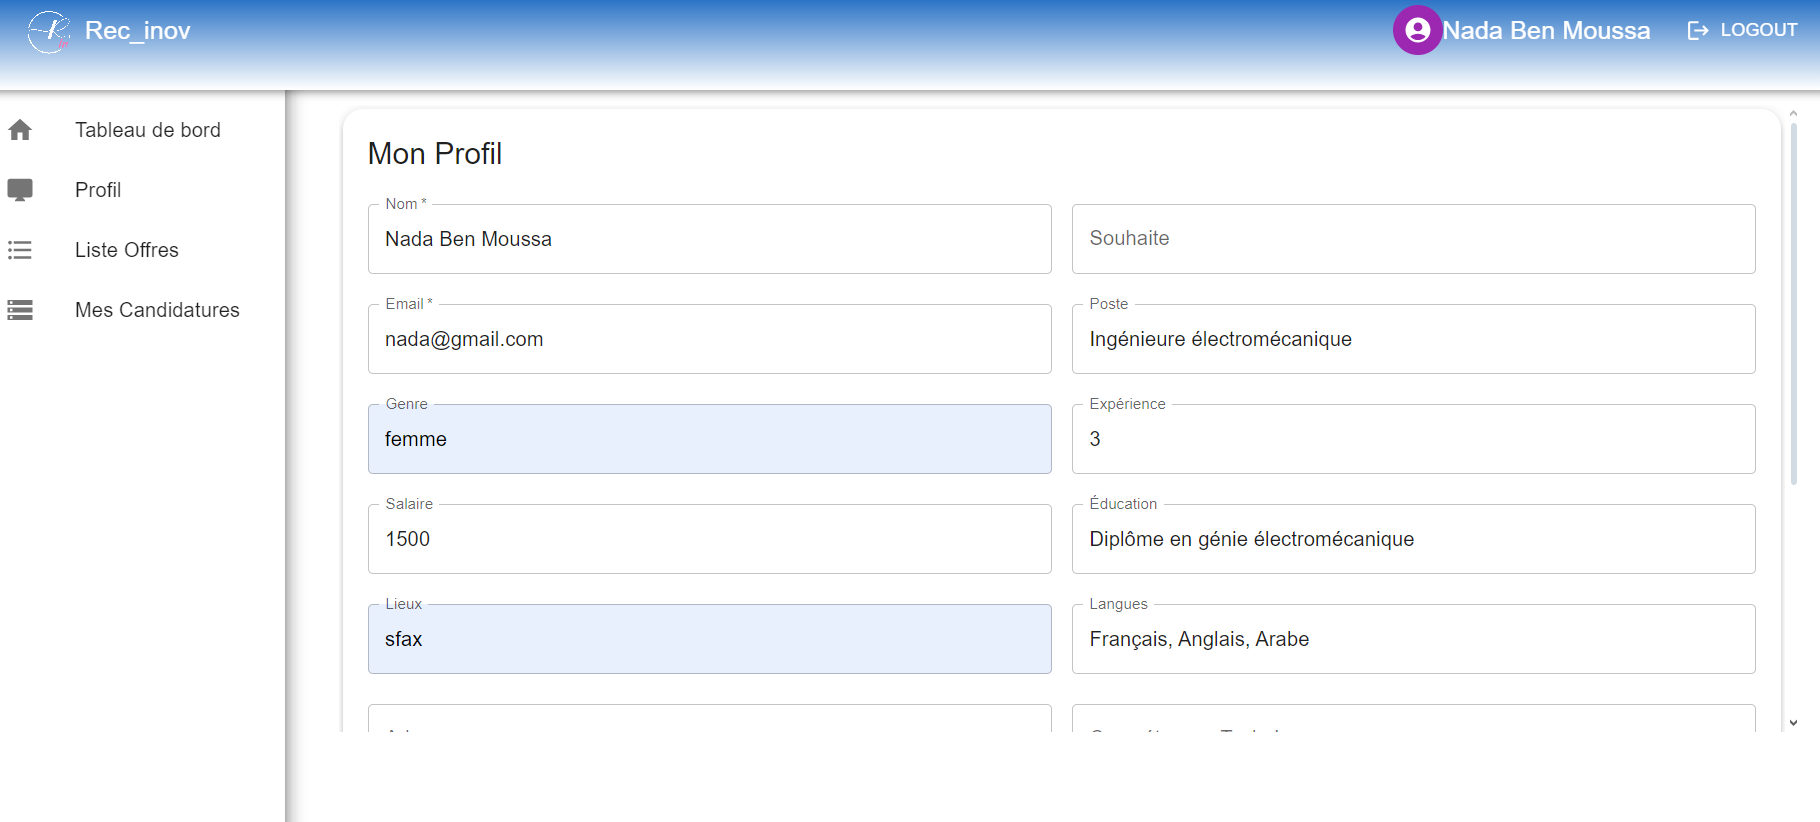 Rec_inov
Nada Ben Moussa
LOGOUT
Tableau de bord
Profil
Liste Offres
Mes Candidatures
Mon Profil
Nom *
Nada Ben Moussa
Souhaite
Email *
nada@gmail.com
Poste
Ingénieure électromécanique
Genre
femme
Expérience
3
Salaire
1500
Éducation
Diplôme en génie électromécanique
Lieux
sfax
Langues
Français, Anglais, Arabe